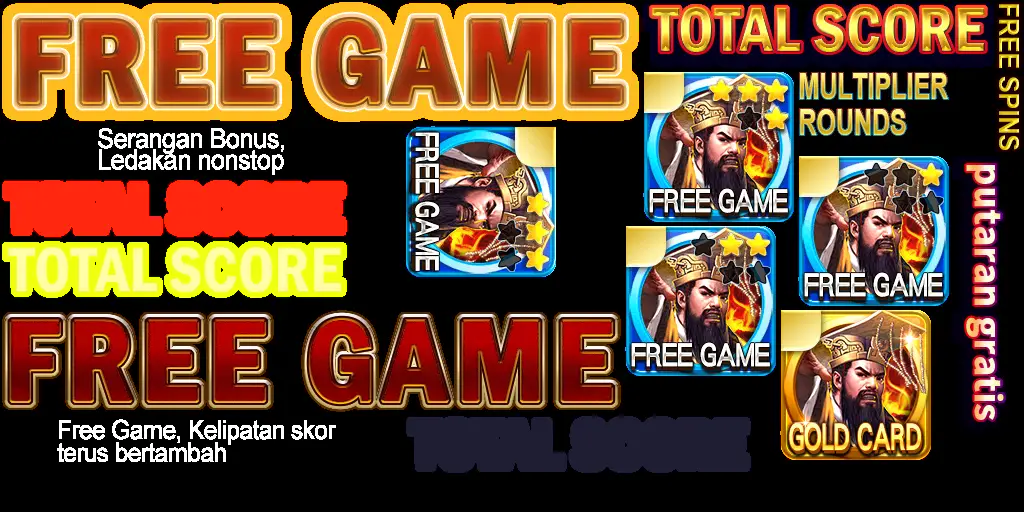 FREE GAME
TOTAL SCORE
FREE SPINS
MULTIPLIER
ROUNDS
Serangan Bonus,
Ledakan nonstop
FREE GAME
FREE GAME
putaran gratis
TOTAL SCORE
TOTAL SCORE
FREE GAME
FREE GAME
FREE GAME
GOLD CARD
Free Game, Kelipatan skor
terus bertambah
TOTAL SCORE